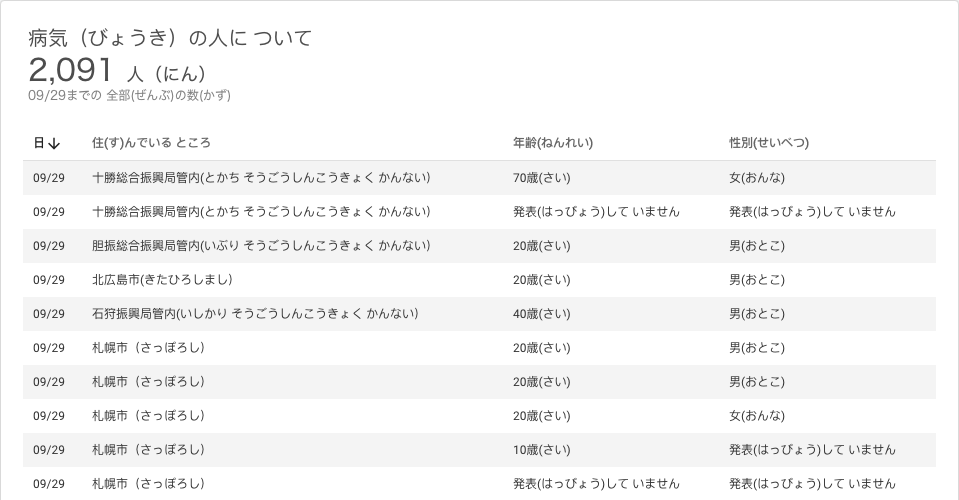 病気（びょうき）の人に ついて
2,091 人（にん）
09/29までの 全部(ぜんぶ)の数(かず)
日↓ 住(す)んでいる ところ 年齢(ねんれい) 性別(せいべつ)
09/29 十勝総合振興局管内(とかち そうごうしんこうきょく かんない） 70歳(さい) 女(おんな)
09/29 十勝総合振興局管内(とかち そうごうしんこうきょく かんない） 発表(はっぴょう)して いません 発表(はっぴょう)して いません
09/29 胆振総合振興局管内(いぶり そうごうしんこうきょく かんない） 20歳(さい) 男(おとこ)
09/29 北広島市(きたひろしまし） 20歳(さい) 男(おとこ)
09/29 石狩振興局管内(いしかり そうごうしんこうきょく かんない） 40歳(さい) 男(おとこ)
09/29 札幌市（さっぽろし） 20歳(さい) 男(おとこ)
09/29 札幌市（さっぽろし） 20歳(さい) 男(おとこ)
09/29 札幌市（さっぽろし） 20歳(さい) 女(おんな)
09/29 札幌市（さっぽろし） 10歳(さい) 発表(はっぴょう)して いません
09/29 札幌市（さっぽろし） 発表(はっぴょう)して いません 発表(はっぴょう)して いません